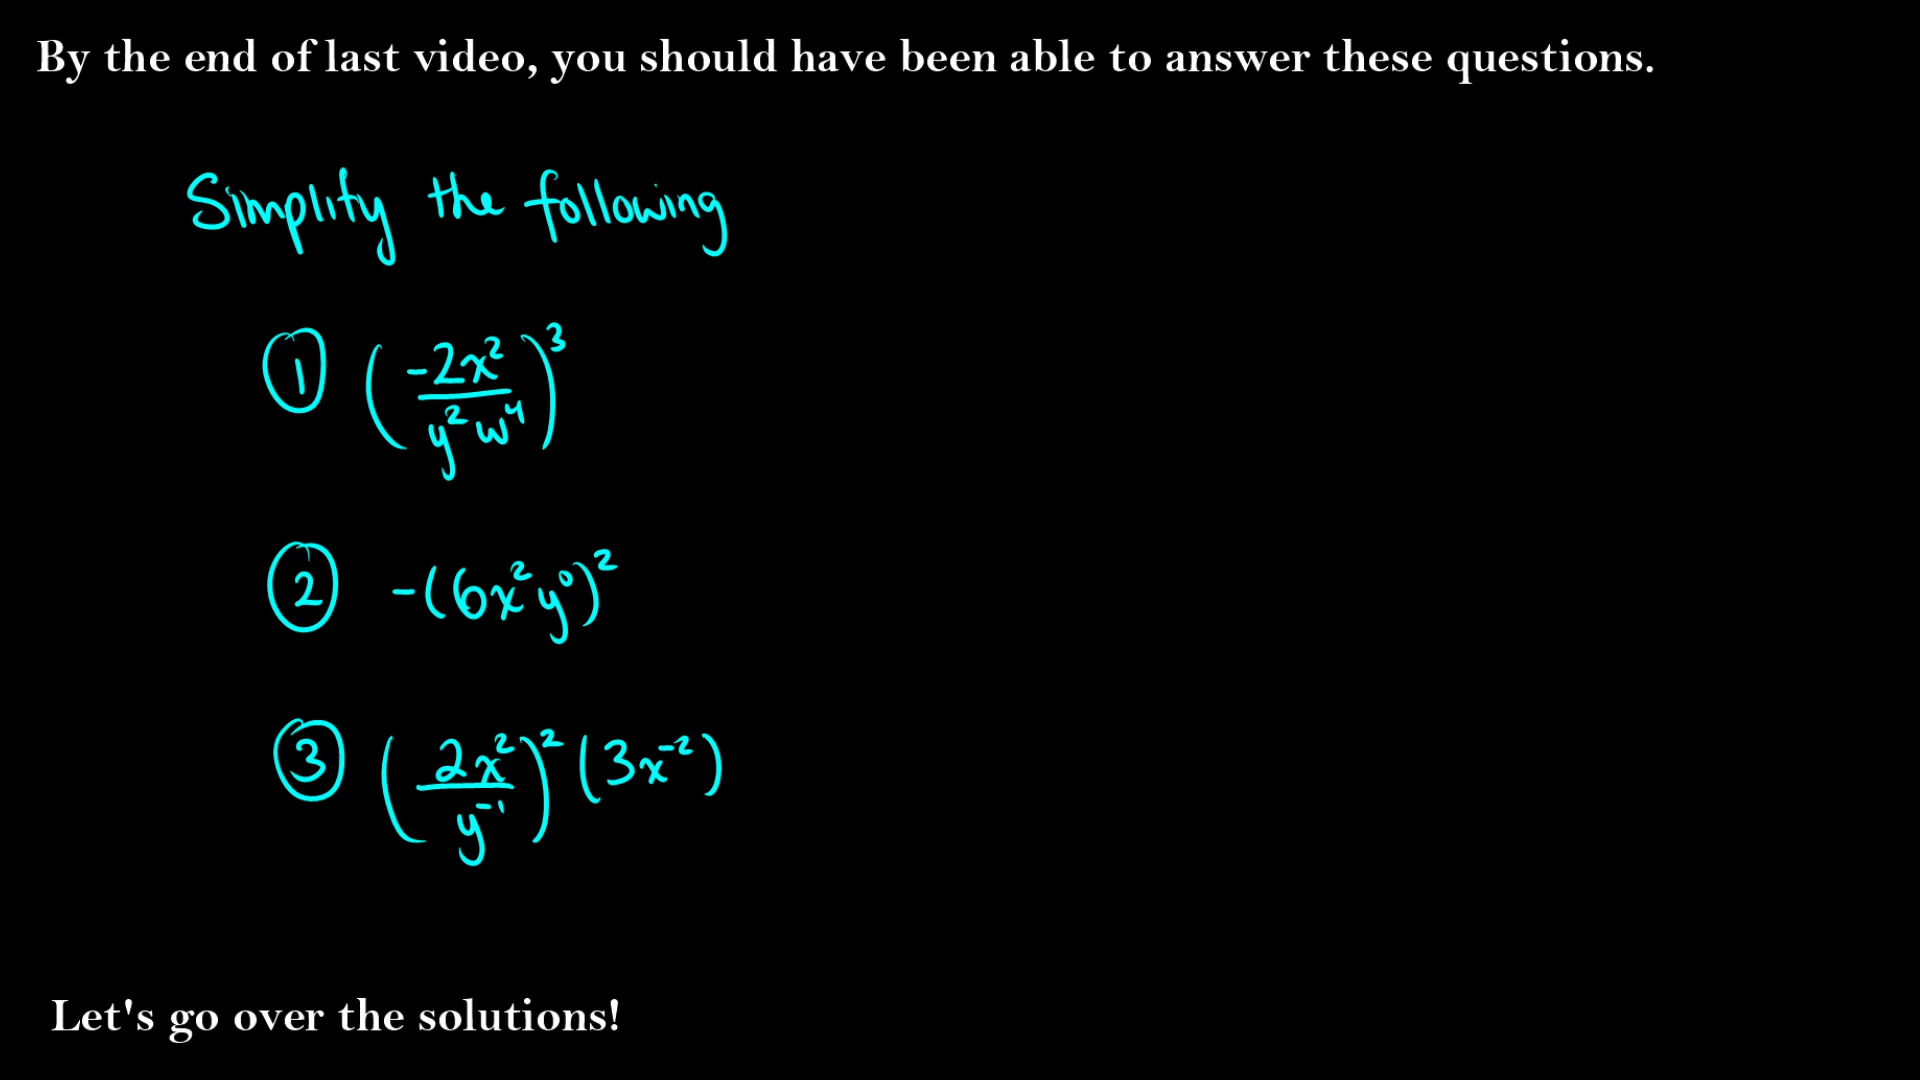 By the end of last video, you should have been able to answer these questions.
Simplify the following
① (-2x²/y²w⁴)³
② -(6x²y⁰)²
③ (2x²/y⁻¹)²(3x⁻²)
Let's go over the solutions!